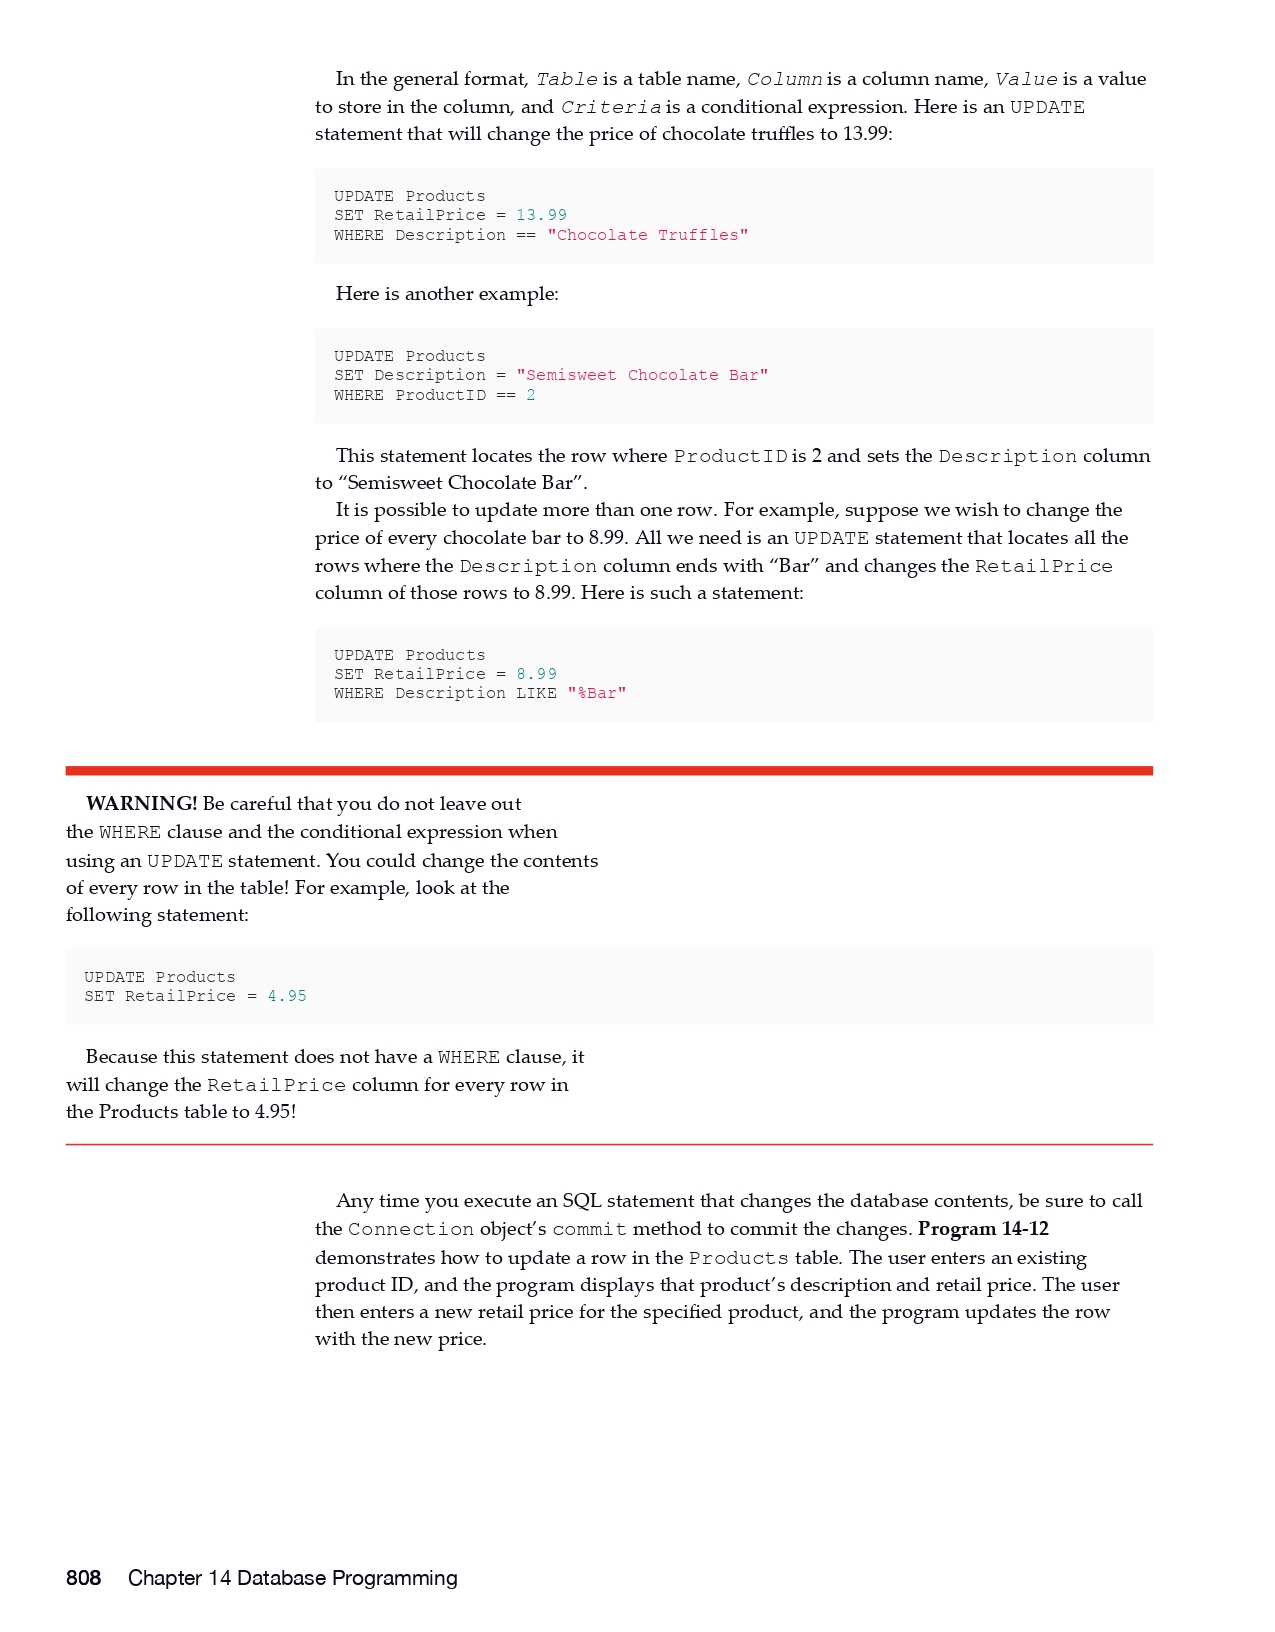 In the general format, Table is a table name, Column is a column name, Value is a value
to store in the column, and Criteria is a conditional expression. Here is an UPDATE
statement that will change the price of chocolate truffles to 13.99:
UPDATE Products
SET RetailPrice = 13.99
WHERE Description == "Chocolate Truffles"
Here is another example:
UPDATE Products
SET Description = "Semisweet Chocolate Bar"
WHERE ProductID == 2
This statement locates the row where ProductID is 2 and sets the Description column
to “Semisweet Chocolate Bar”.
It is possible to update more than one row. For example, suppose we wish to change the
price of every chocolate bar to 8.99. All we need is an UPDATE statement that locates all the
rows where the Description column ends with “Bar” and changes the RetailPrice
column of those rows to 8.99. Here is such a statement:
UPDATE Products
SET RetailPrice = 8.99
WHERE Description LIKE "%Bar"
WARNING! Be careful that you do not leave out
the WHERE clause and the conditional expression when
using an UPDATE statement. You could change the contents
of every row in the table! For example, look at the
following statement:
UPDATE Products
SET RetailPrice = 4.95
Because this statement does not have a WHERE clause, it
will change the RetailPrice column for every row in
the Products table to 4.95!
Any time you execute an SQL statement that changes the database contents, be sure to call
the Connection object’s commit method to commit the changes. Program 14-12
demonstrates how to update a row in the Products table. The user enters an existing
product ID, and the program displays that product’s description and retail price. The user
then enters a new retail price for the specified product, and the program updates the row
with the new price.
808 Chapter 14 Database Programming